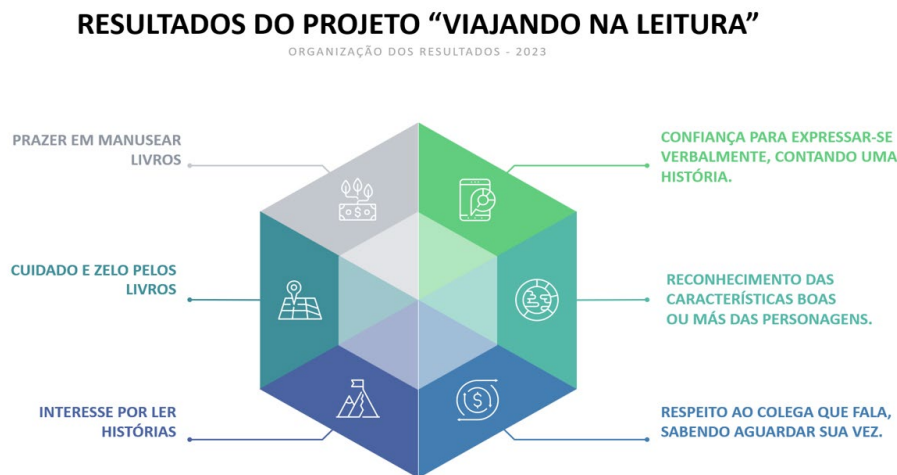 RESULTADOS DO PROJETO “VIAJANDO NA LEITURA”
ORGANIZAÇÃO DOS RESULTADOS - 2023
PRAZER EM MANUSEAR
LIVROS
CUIDADO E ZELO PELOS
LIVROS
INTERESSE POR LER
HISTÓRIAS
CONFIANÇA PARA EXPRESSAR-SE
VERBALMENTE, CONTANDO UMA
HISTÓRIA.
RECONHECIMENTO DAS
CARACTERÍSTICAS BOAS
OU MÁS DAS PERSONAGENS.
RESPEITO AO COLEGA QUE FALA,
SABENDO AGUARDAR SUA VEZ.